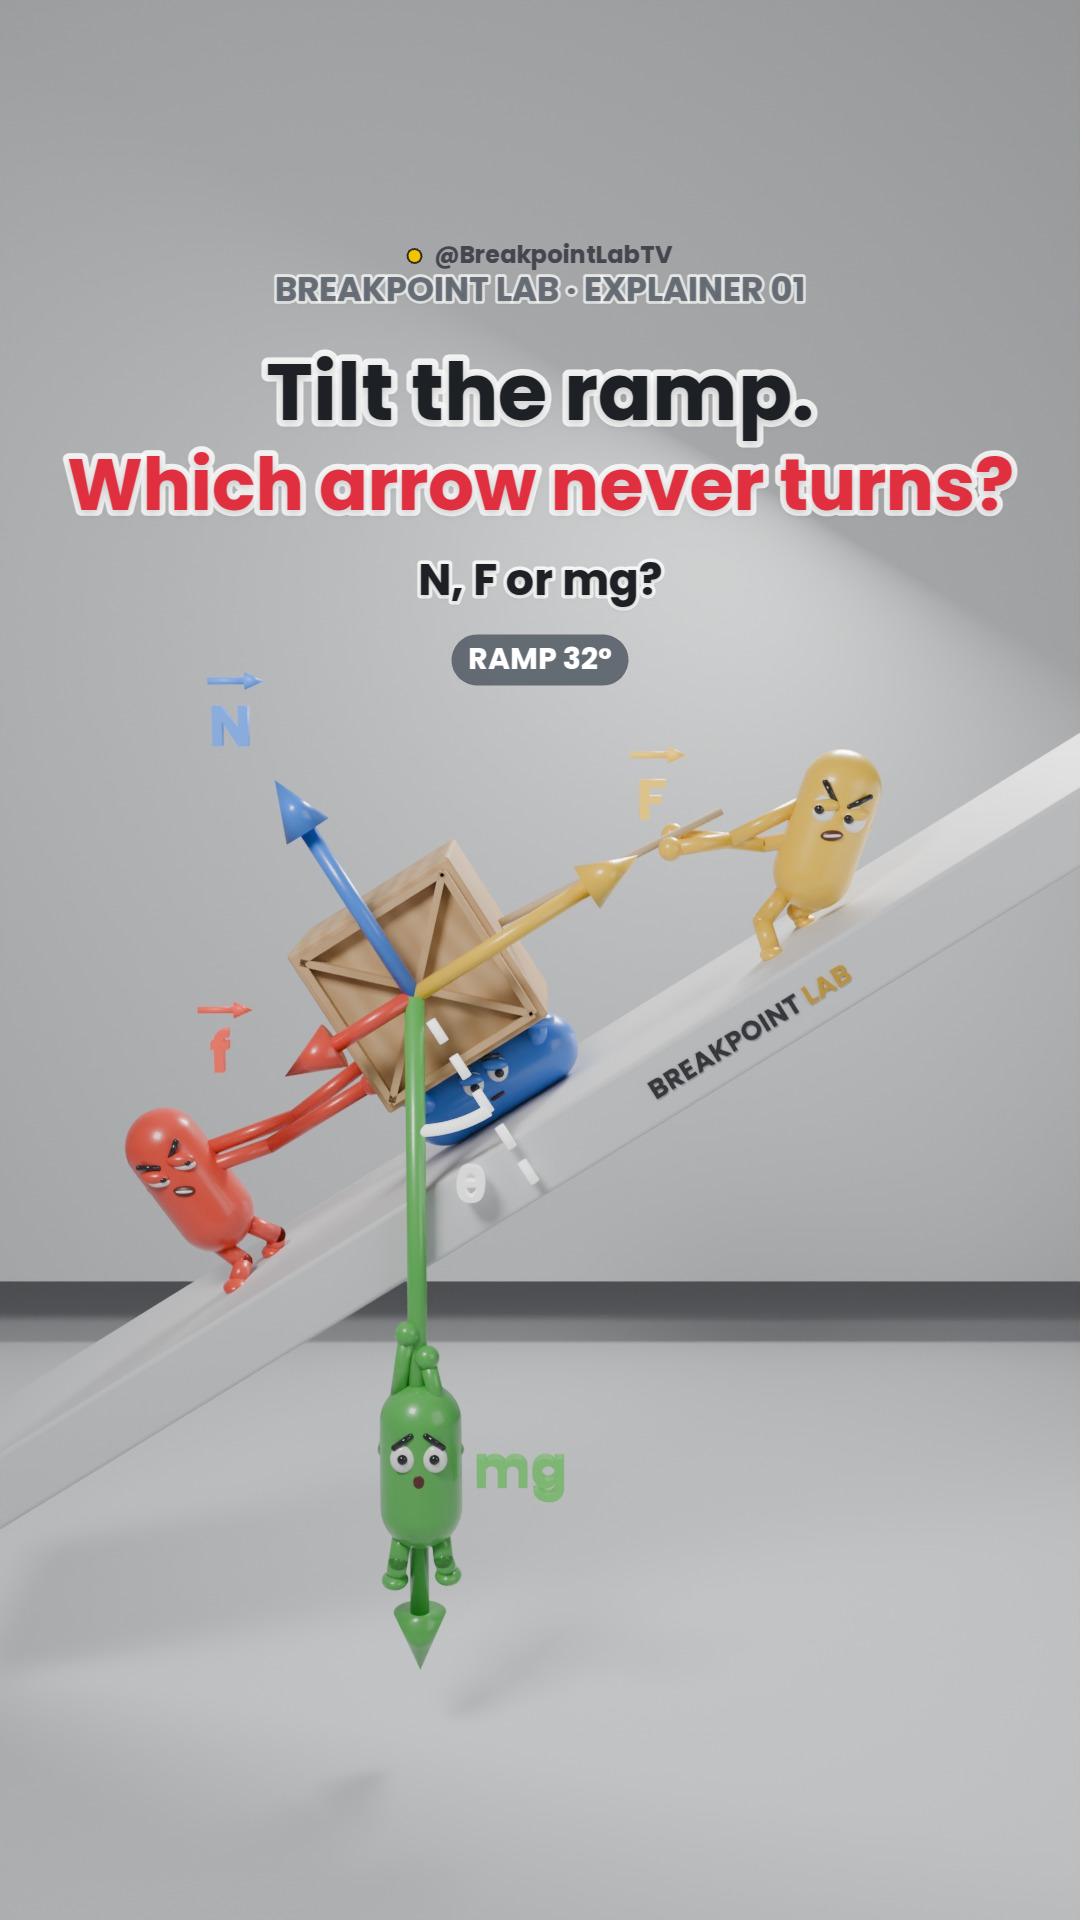 @BreakpointLabTV
BREAKPOINT LAB · EXPLAINER 01
Tilt the ramp.
Which arrow never turns?
N, F or mg?
RAMP 32°
N
F
f
BREAKPOINT LAB
θ
mg